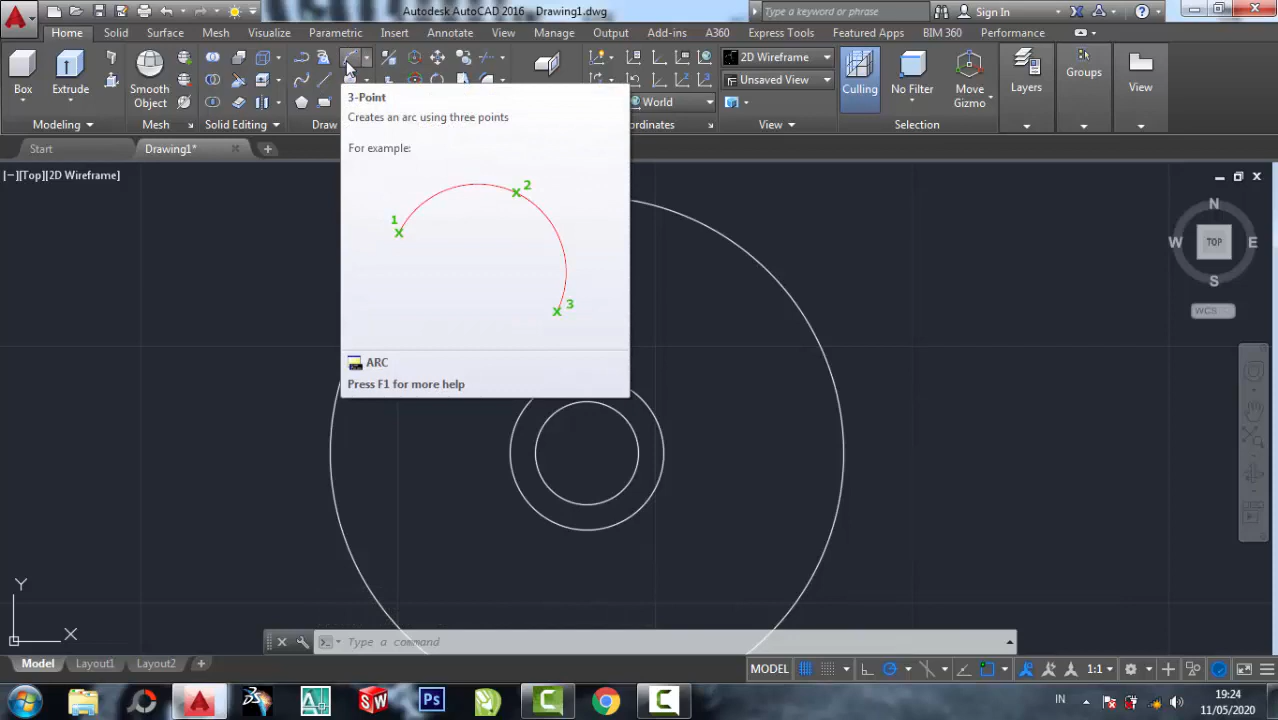 Autodesk AutoCAD 2016 Drawing1.dwg
Type a keyword or phrase
Sign In
Home Solid Surface Mesh Visualize Parametric Insert Annotate View Manage Output Add-ins A360 Express Tools Featured Apps BIM 360 Performance
2D Wireframe
Unsaved View
World
Box
Extrude
Smooth
Object
Culling
No Filter
Move
Gizmo
Layers
Groups
View
Modeling
Mesh
Solid Editing
Draw
ordinates
View
Selection
Start
Drawing1*
3-Point
Creates an arc using three points
For example:
1
2
3
ARC
Press F1 for more help
[−][Top][2D Wireframe]
N
W
TOP
E
S
WCS
Y
X
Type a command
Model Layout1 Layout2
MODEL
1:1
Ps
IN
19:24
11/05/2020